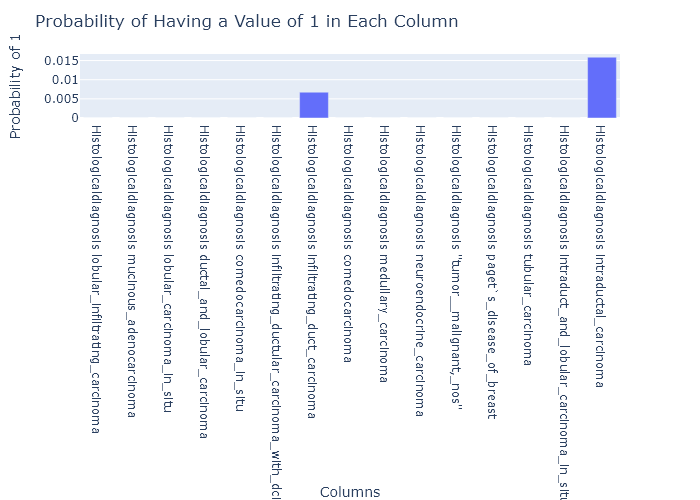 Probability of Having a Value of 1 in Each Column
Probability of 1
0.015
0.01
0.005
0
Histologicaldiagnosis lobular_infiltrating_carcinoma
Histologicaldiagnosis mucinous_adenocarcinoma
Histologicaldiagnosis lobular_carcinoma_in_situ
Histologicaldiagnosis ductal_and_lobular_carcinoma
Histologicaldiagnosis comedocarcinoma_in_situ
Histologicaldiagnosis infiltrating_ductular_carcinoma_with_dci
Histologicaldiagnosis infiltrating_duct_carcinoma
Histologicaldiagnosis comedocarcinoma
Histologicaldiagnosis medullary_carcinoma
Histologicaldiagnosis neuroendocrine_carcinoma
Histologicaldiagnosis "tumor__malignant,_nos"
Histologicaldiagnosis paget`s_disease_of_breast
Histologicaldiagnosis tubular_carcinoma
Histologicaldiagnosis intraduct_and_lobular_carcinoma_in_situ
Histologicaldiagnosis intraductal_carcinoma
Columns